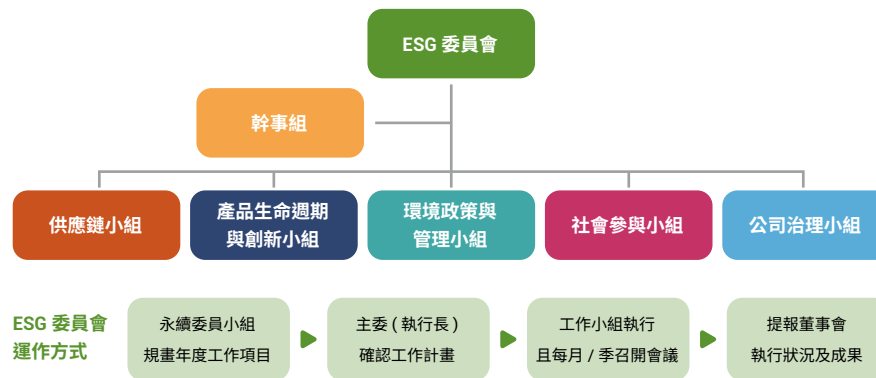 ESG 委員會
幹事組
供應鏈小組
產品生命週期
與創新小組
環境政策與
管理小組
社會參與小組
公司治理小組
ESG 委員會
運作方式
永續委員小組
規畫年度工作項目
主委 ( 執行長 )
確認工作計畫
工作小組執行
且每月 / 季召開會議
提報董事會
執行狀況及成果